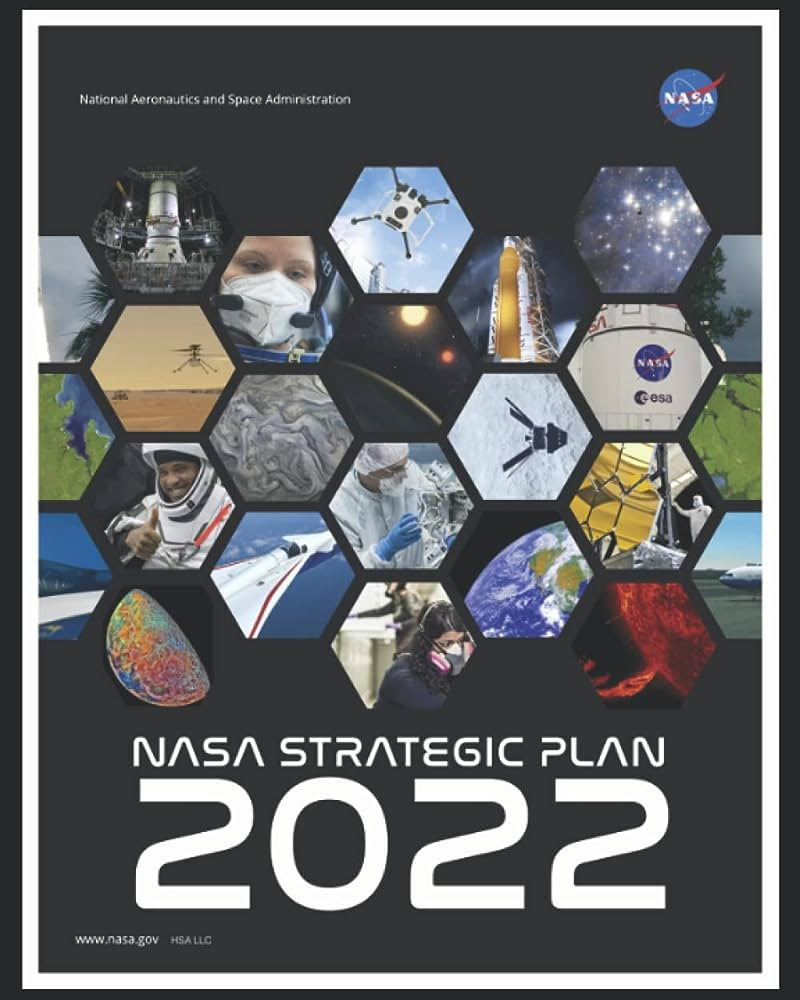 National Aeronautics and Space Administration
NASA
NASA
esa
NASA STRATEGIC PLAN
2022
www.nasa.gov HSA LLC